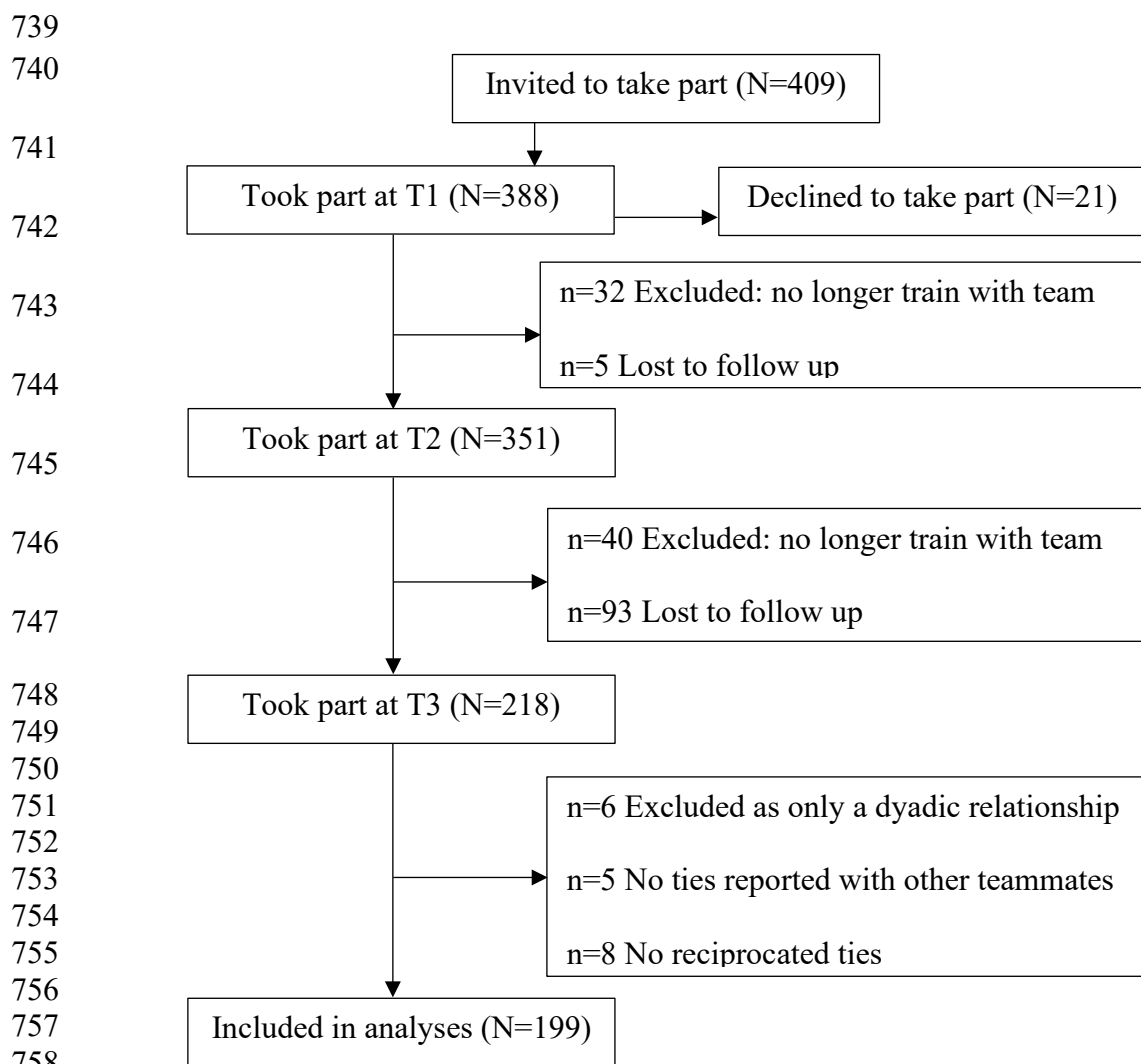 739
740
Invited to take part (N=409)
741
Took part at T1 (N=388)
Declined to take part (N=21)
742
743
n=32 Excluded: no longer train with team
n=5 Lost to follow up
744
Took part at T2 (N=351)
745
746
n=40 Excluded: no longer train with team
n=93 Lost to follow up
747
748
Took part at T3 (N=218)
749
750
751
n=6 Excluded as only a dyadic relationship
752
753
n=5 No ties reported with other teammates
754
755
n=8 No reciprocated ties
756
757
Included in analyses (N=199)
758